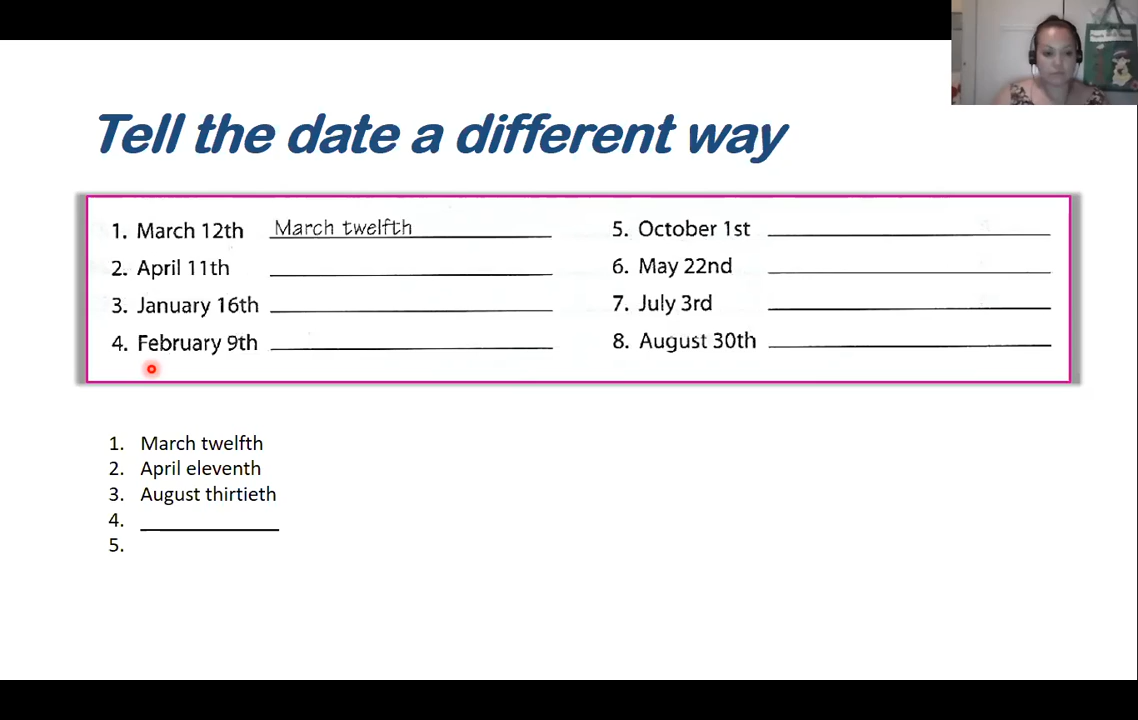 Tell the date a different way
1. March 12th March twelfth
2. April 11th
3. January 16th
4. February 9th
5. October 1st
6. May 22nd
7. July 3rd
8. August 30th
1. March twelfth
2. April eleventh
3. August thirtieth
4.
5.